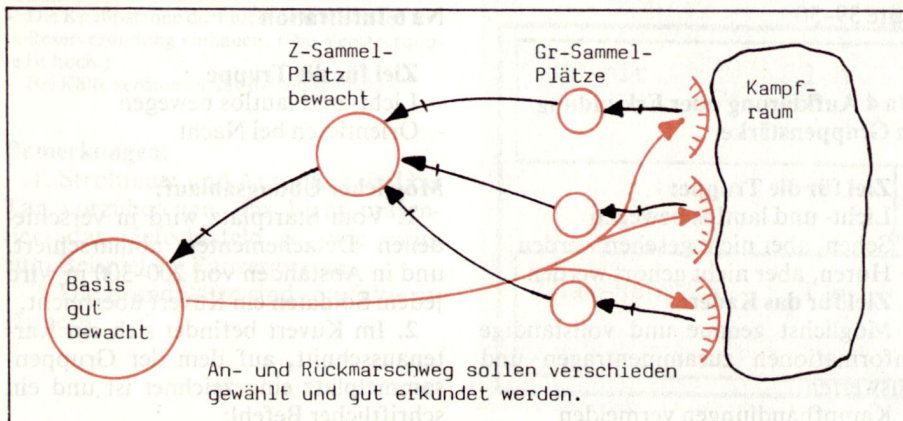 Z-Sammel-
Plätze
bewacht
Gr-Sammel-
Plätze
Kampf-
raum
Basis
gut
bewacht
An- und Rückmarschweg sollen verschieden
gewählt und gut erkundet werden.